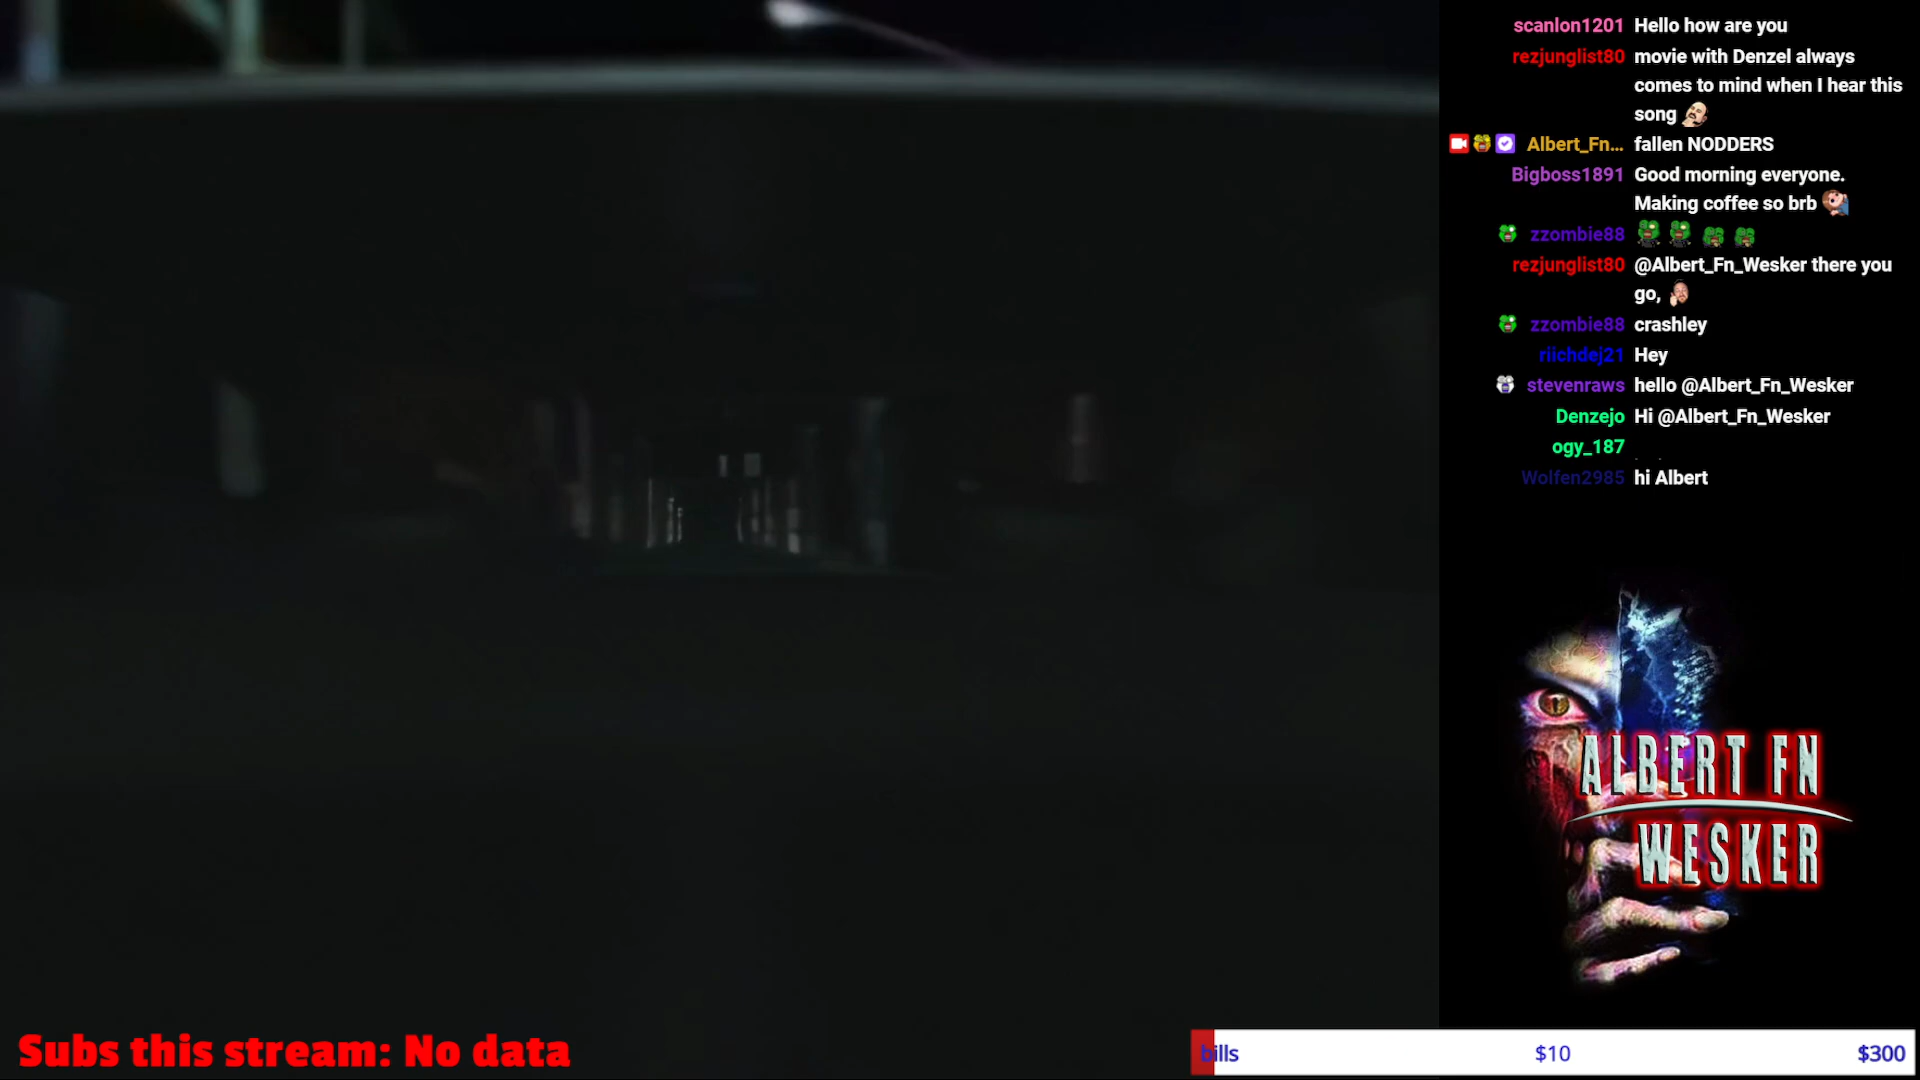 scanlon1201 Hello how are you
rezjunglist80 movie with Denzel always
comes to mind when I hear this
song
Albert_Fn... fallen NODDERS
Bigboss1891 Good morning everyone.
Making coffee so brb
zzombie88
rezjunglist80 @Albert_Fn_Wesker there you
go,
zzombie88 crashley
riichdej21 Hey
stevenraws hello @Albert_Fn_Wesker
Denzejo Hi @Albert_Fn_Wesker
ogy_187
Wolfen2985 hi Albert
ALBERT FN
WESKER
Subs this stream: No data
bills $10 $300